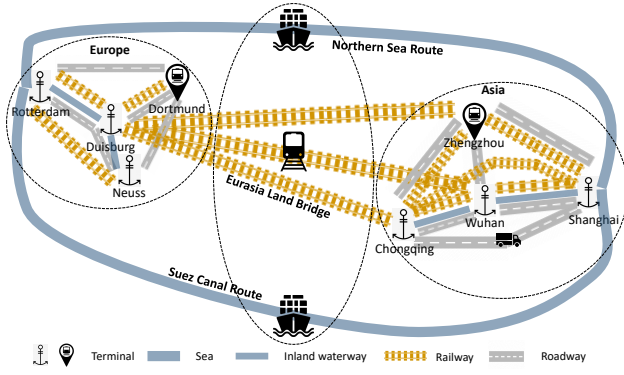 Northern Sea Route
Europe
Asia
Rotterdam
Dortmund
Duisburg
Zhengzhou
Neuss
Eurasia Land Bridge
Wuhan
Shanghai
Chongqing
Suez Canal Route
Terminal
Sea
Inland waterway
Railway
Roadway